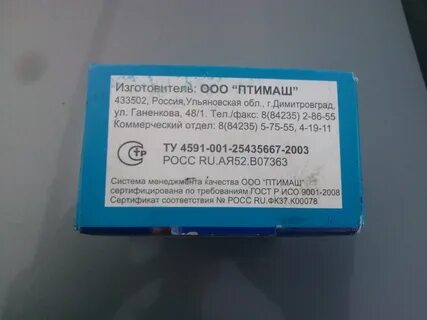 Изготовитель: ООО "ПТИМАШ"
433502, Россия,Ульяновская обл., г.Димитровград,
ул. Ганенкова, 48/1. Тел./факс: 8(84235) 2-86-55
Коммерческий отдел: 8(84235) 5-75-55, 4-19-11
ТУ 4591-001-25435667-2003
РОСС RU.АЯ52.В07363
Система менеджмента качества ООО "ПТИМАШ"
сертифицирована по требованиям ГОСТ Р ИСО 9001-2008
Сертификат соответствия № РОСС RU.ФК37.К00078